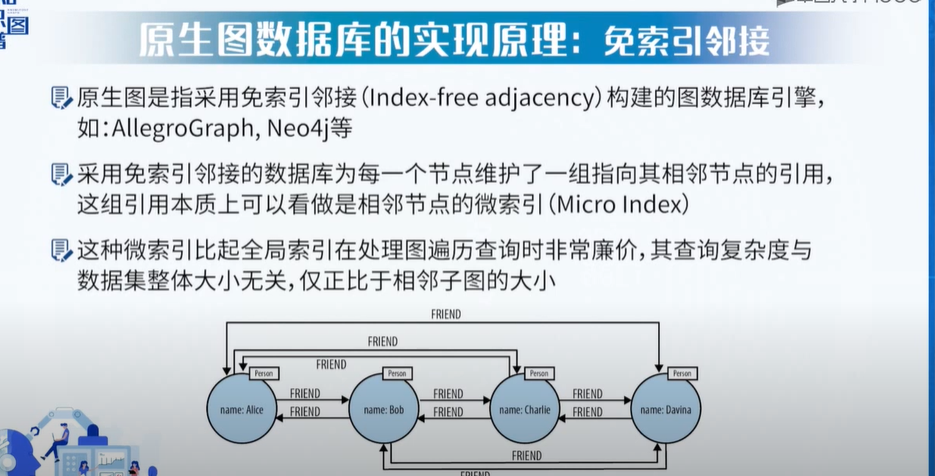 图
原生图数据库的实现原理：免索引邻接
原生图是指采用免索引邻接（Index-free adjacency）构建的图数据库引擎，
如：AllegroGraph, Neo4j等
采用免索引邻接的数据库为每一个节点维护了一组指向其相邻节点的引用，
这组引用本质上可以看做是相邻节点的微索引（Micro Index）
这种微索引比起全局索引在处理图遍历查询时非常廉价，其查询复杂度与
数据集整体大小无关，仅正比于相邻子图的大小
FRIEND
FRIEND
FRIEND
Person
Person
Person
Person
FRIEND
FRIEND
FRIEND
name: Alice
name: Bob
name: Charlie
name: Davina
FRIEND
FRIEND
FRIEND
FRIEND
FRIEND